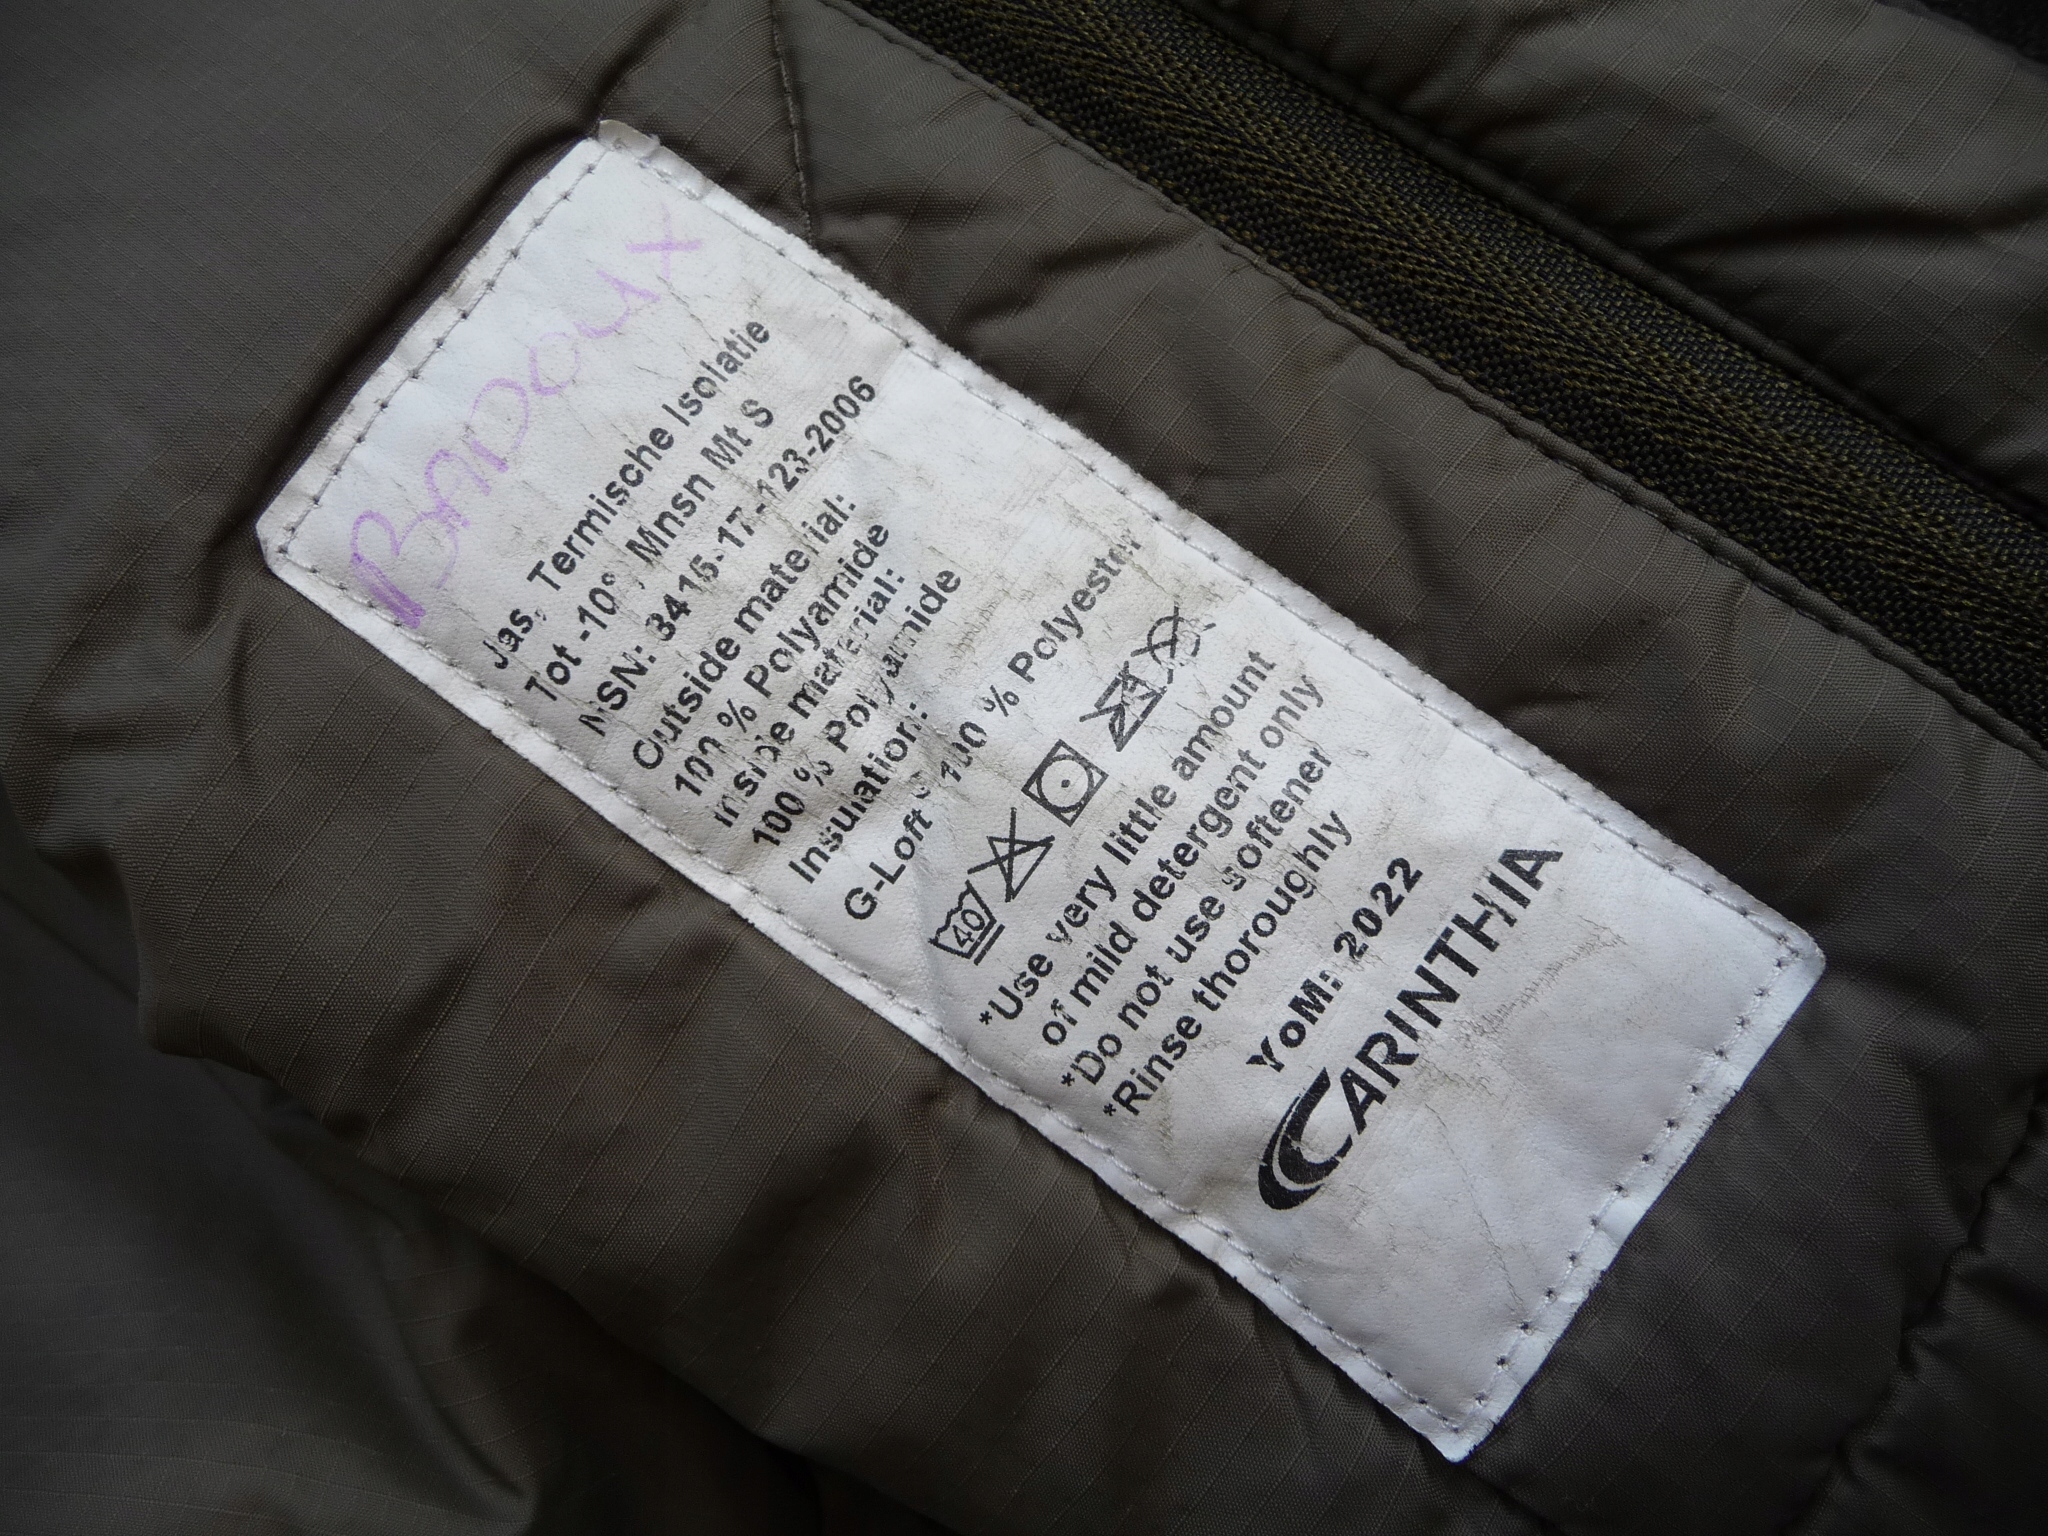 BADOUX
Jas, Termische Isolatie
Tot -10°, Mnsn Mt S
NSN: 8415-17-123-2006
Outside material:
100 % Polyamide
Inside material:
100 % Polyamide
Insulation:
G-Loft® 100 % Polyester
40
*Use very little amount
of mild detergent only
*Do not use softener
*Rinse thoroughly
YoM: 2022
CARINTHIA